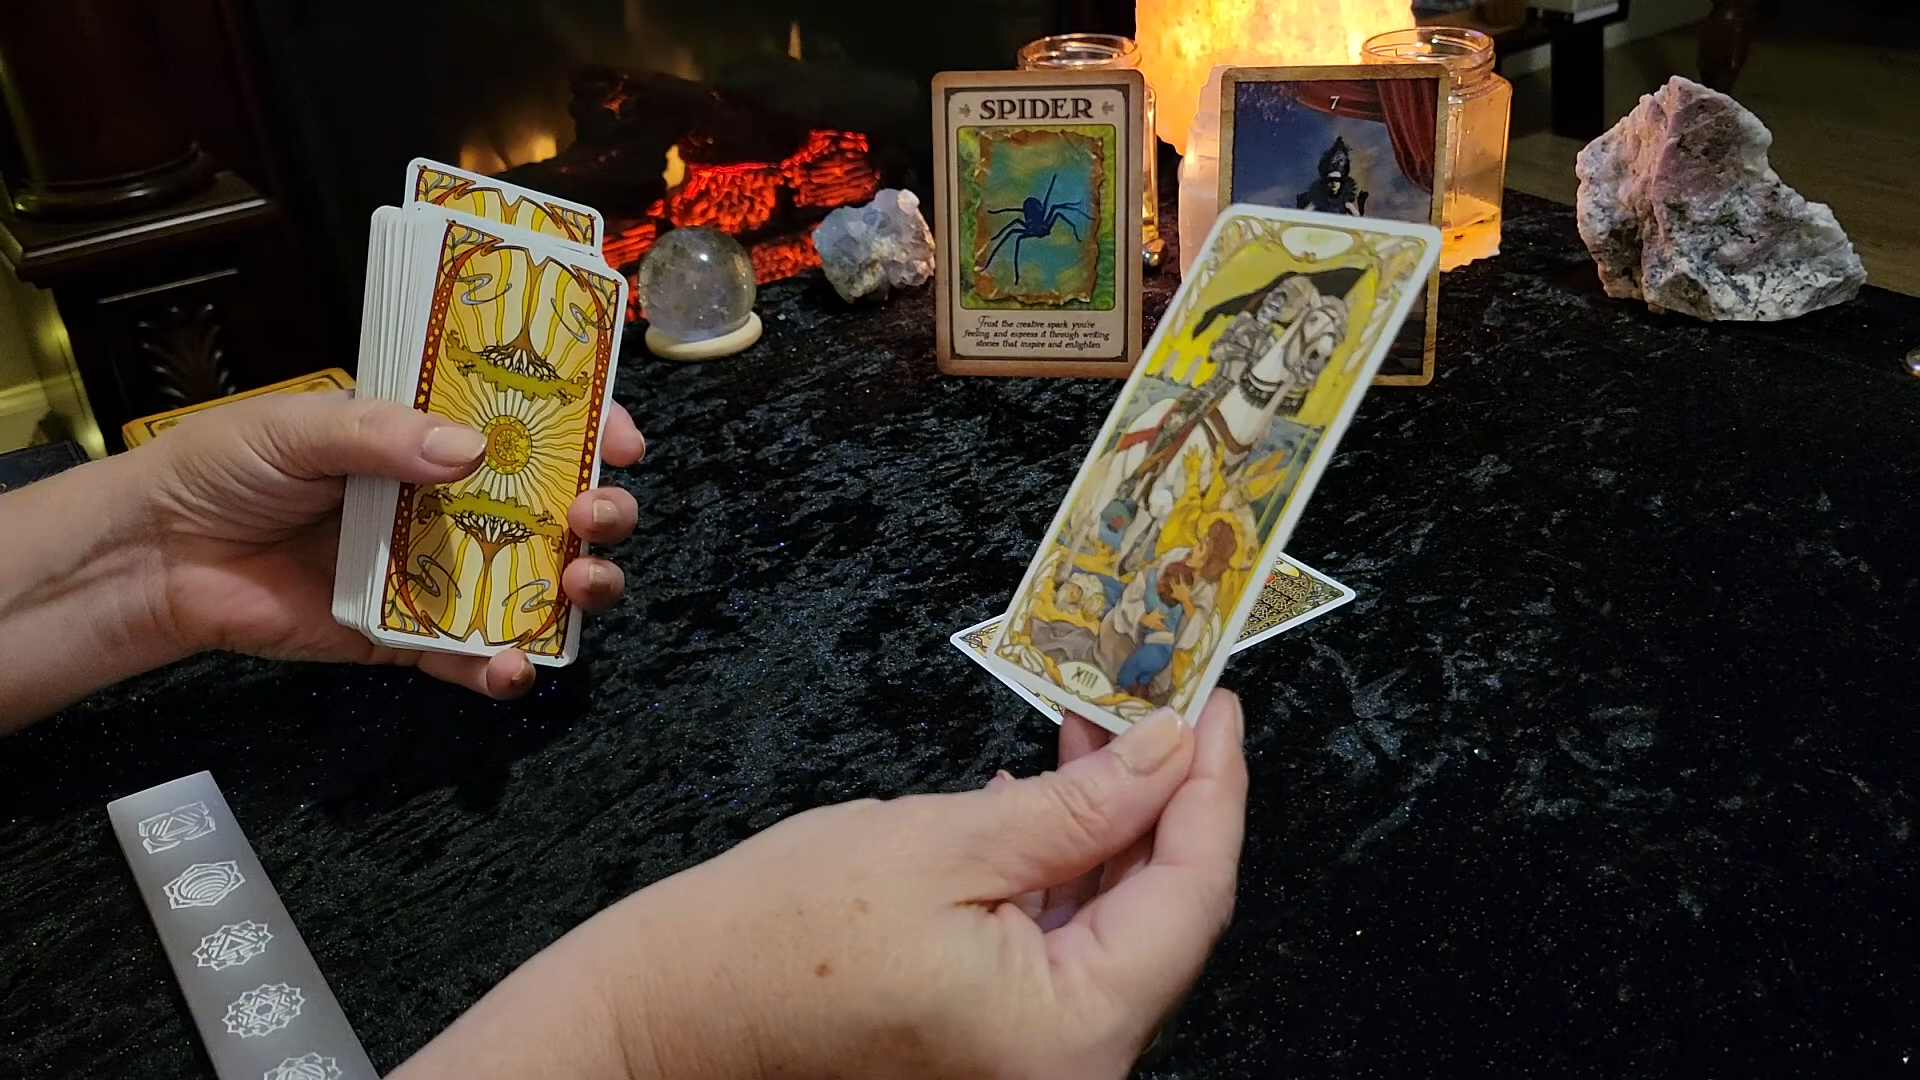 SPIDER
Trust the creative spark you're
feeling and express it through writing
stories that inspire and enlighten
7
XIII